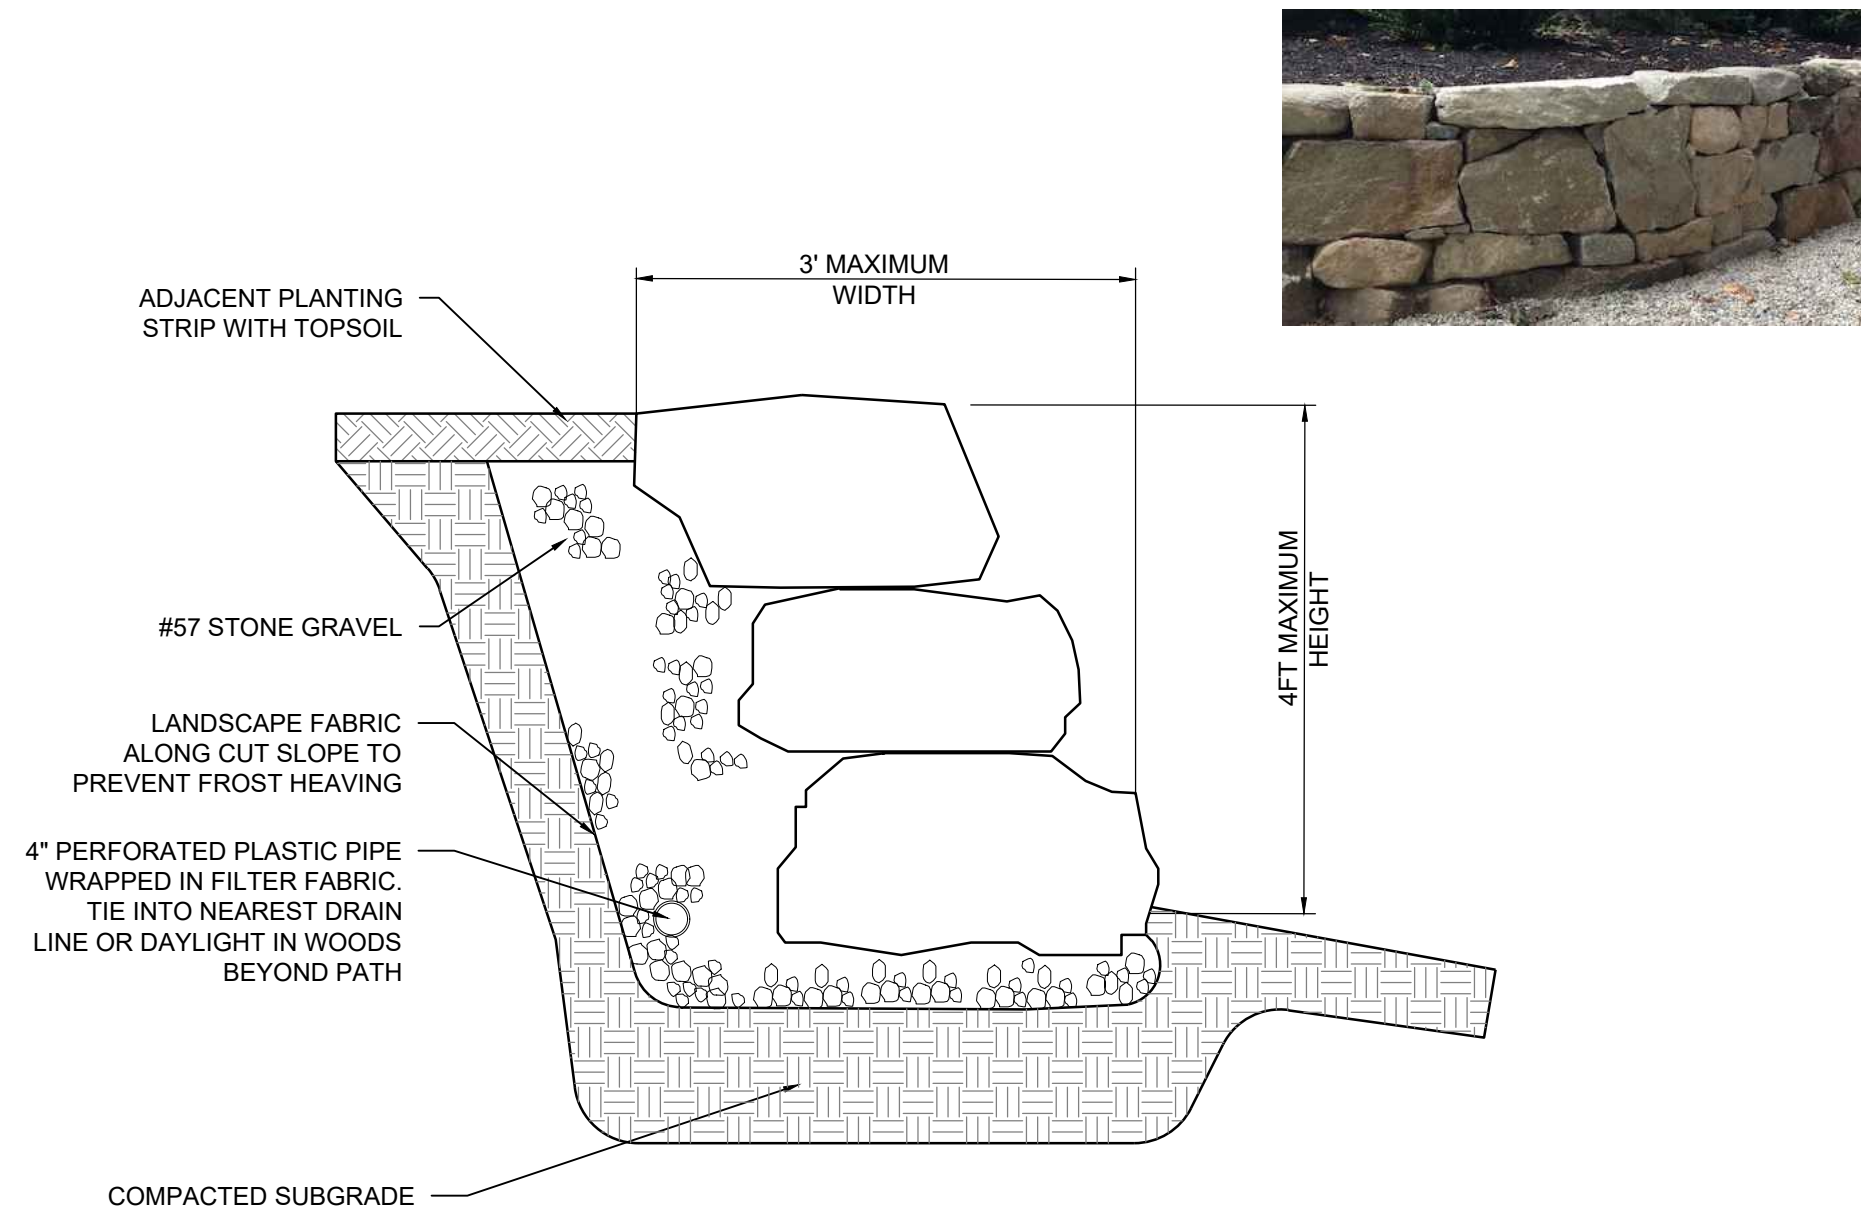 3' MAXIMUM
WIDTH
ADJACENT PLANTING
STRIP WITH TOPSOIL
4FT MAXIMUM
HEIGHT
#57 STONE GRAVEL
LANDSCAPE FABRIC
ALONG CUT SLOPE TO
PREVENT FROST HEAVING
4" PERFORATED PLASTIC PIPE
WRAPPED IN FILTER FABRIC.
TIE INTO NEAREST DRAIN
LINE OR DAYLIGHT IN WOODS
BEYOND PATH
COMPACTED SUBGRADE